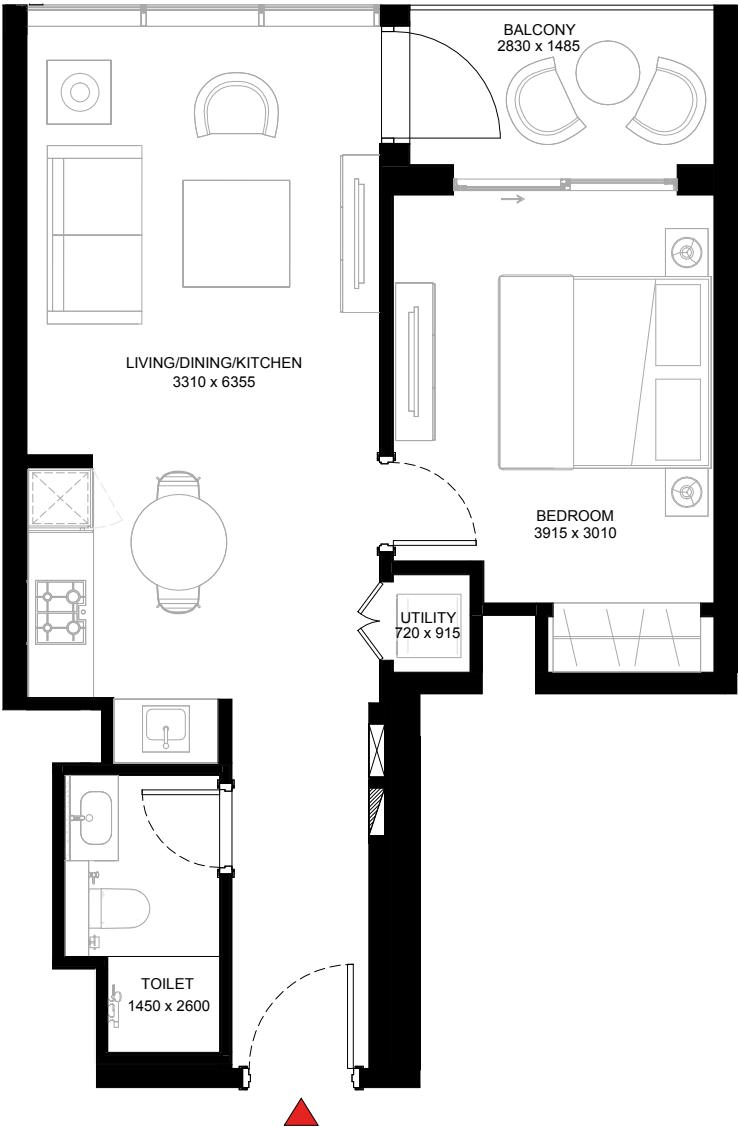 BALCONY
2830 x 1485
LIVING/DINING/KITCHEN
3310 x 6355
BEDROOM
3915 x 3010
UTILITY
720 x 915
TOILET
1450 x 2600